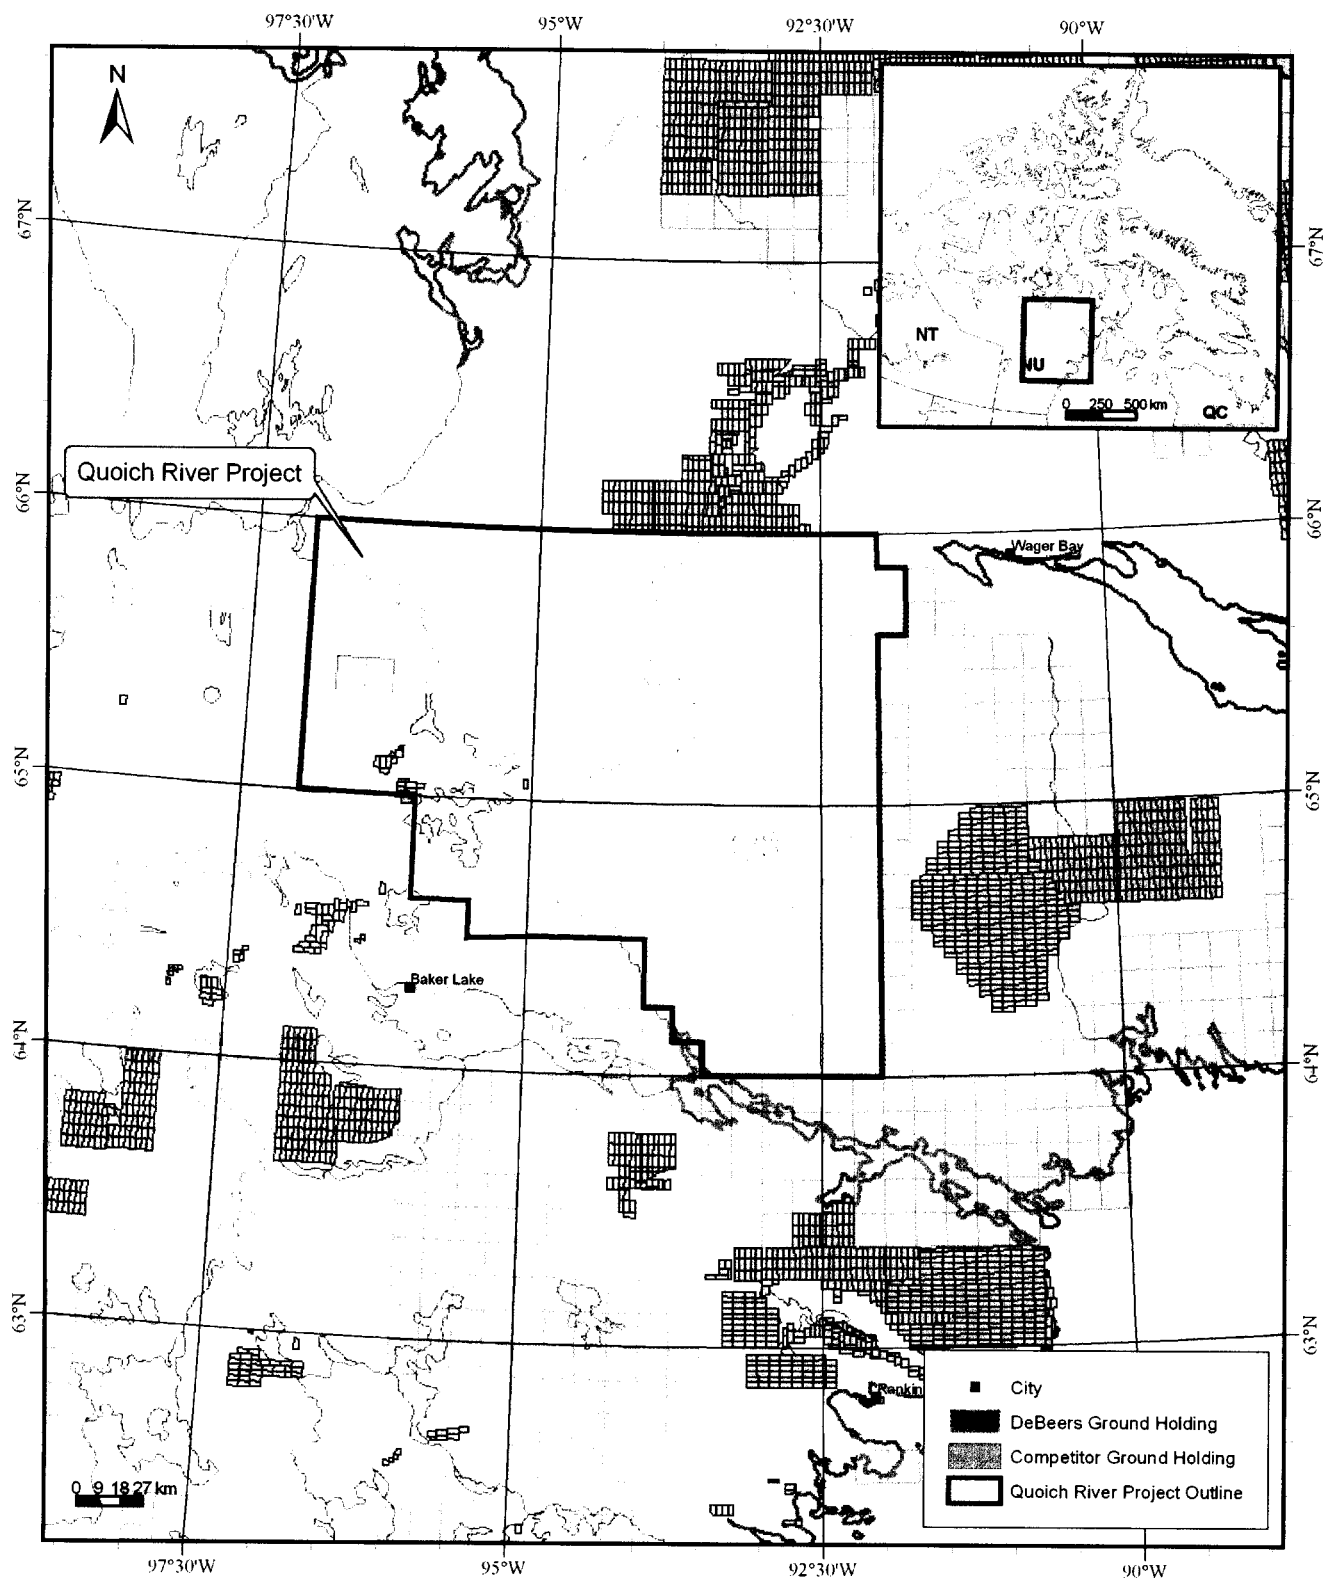 97°30'W 95°W 92°30'W 90°W
N
67°N
67°N
NT
NU
0 250 500 km
QC
Quoich River Project
66°N
66°N
Wager Bay
65°N
65°N
Baker Lake
64°N
64°N
63°N
63°N
Rankin
City
DeBeers Ground Holding
Competitor Ground Holding
Quoich River Project Outline
0 9 18 27 km
97°30'W 95°W 92°30'W 90°W